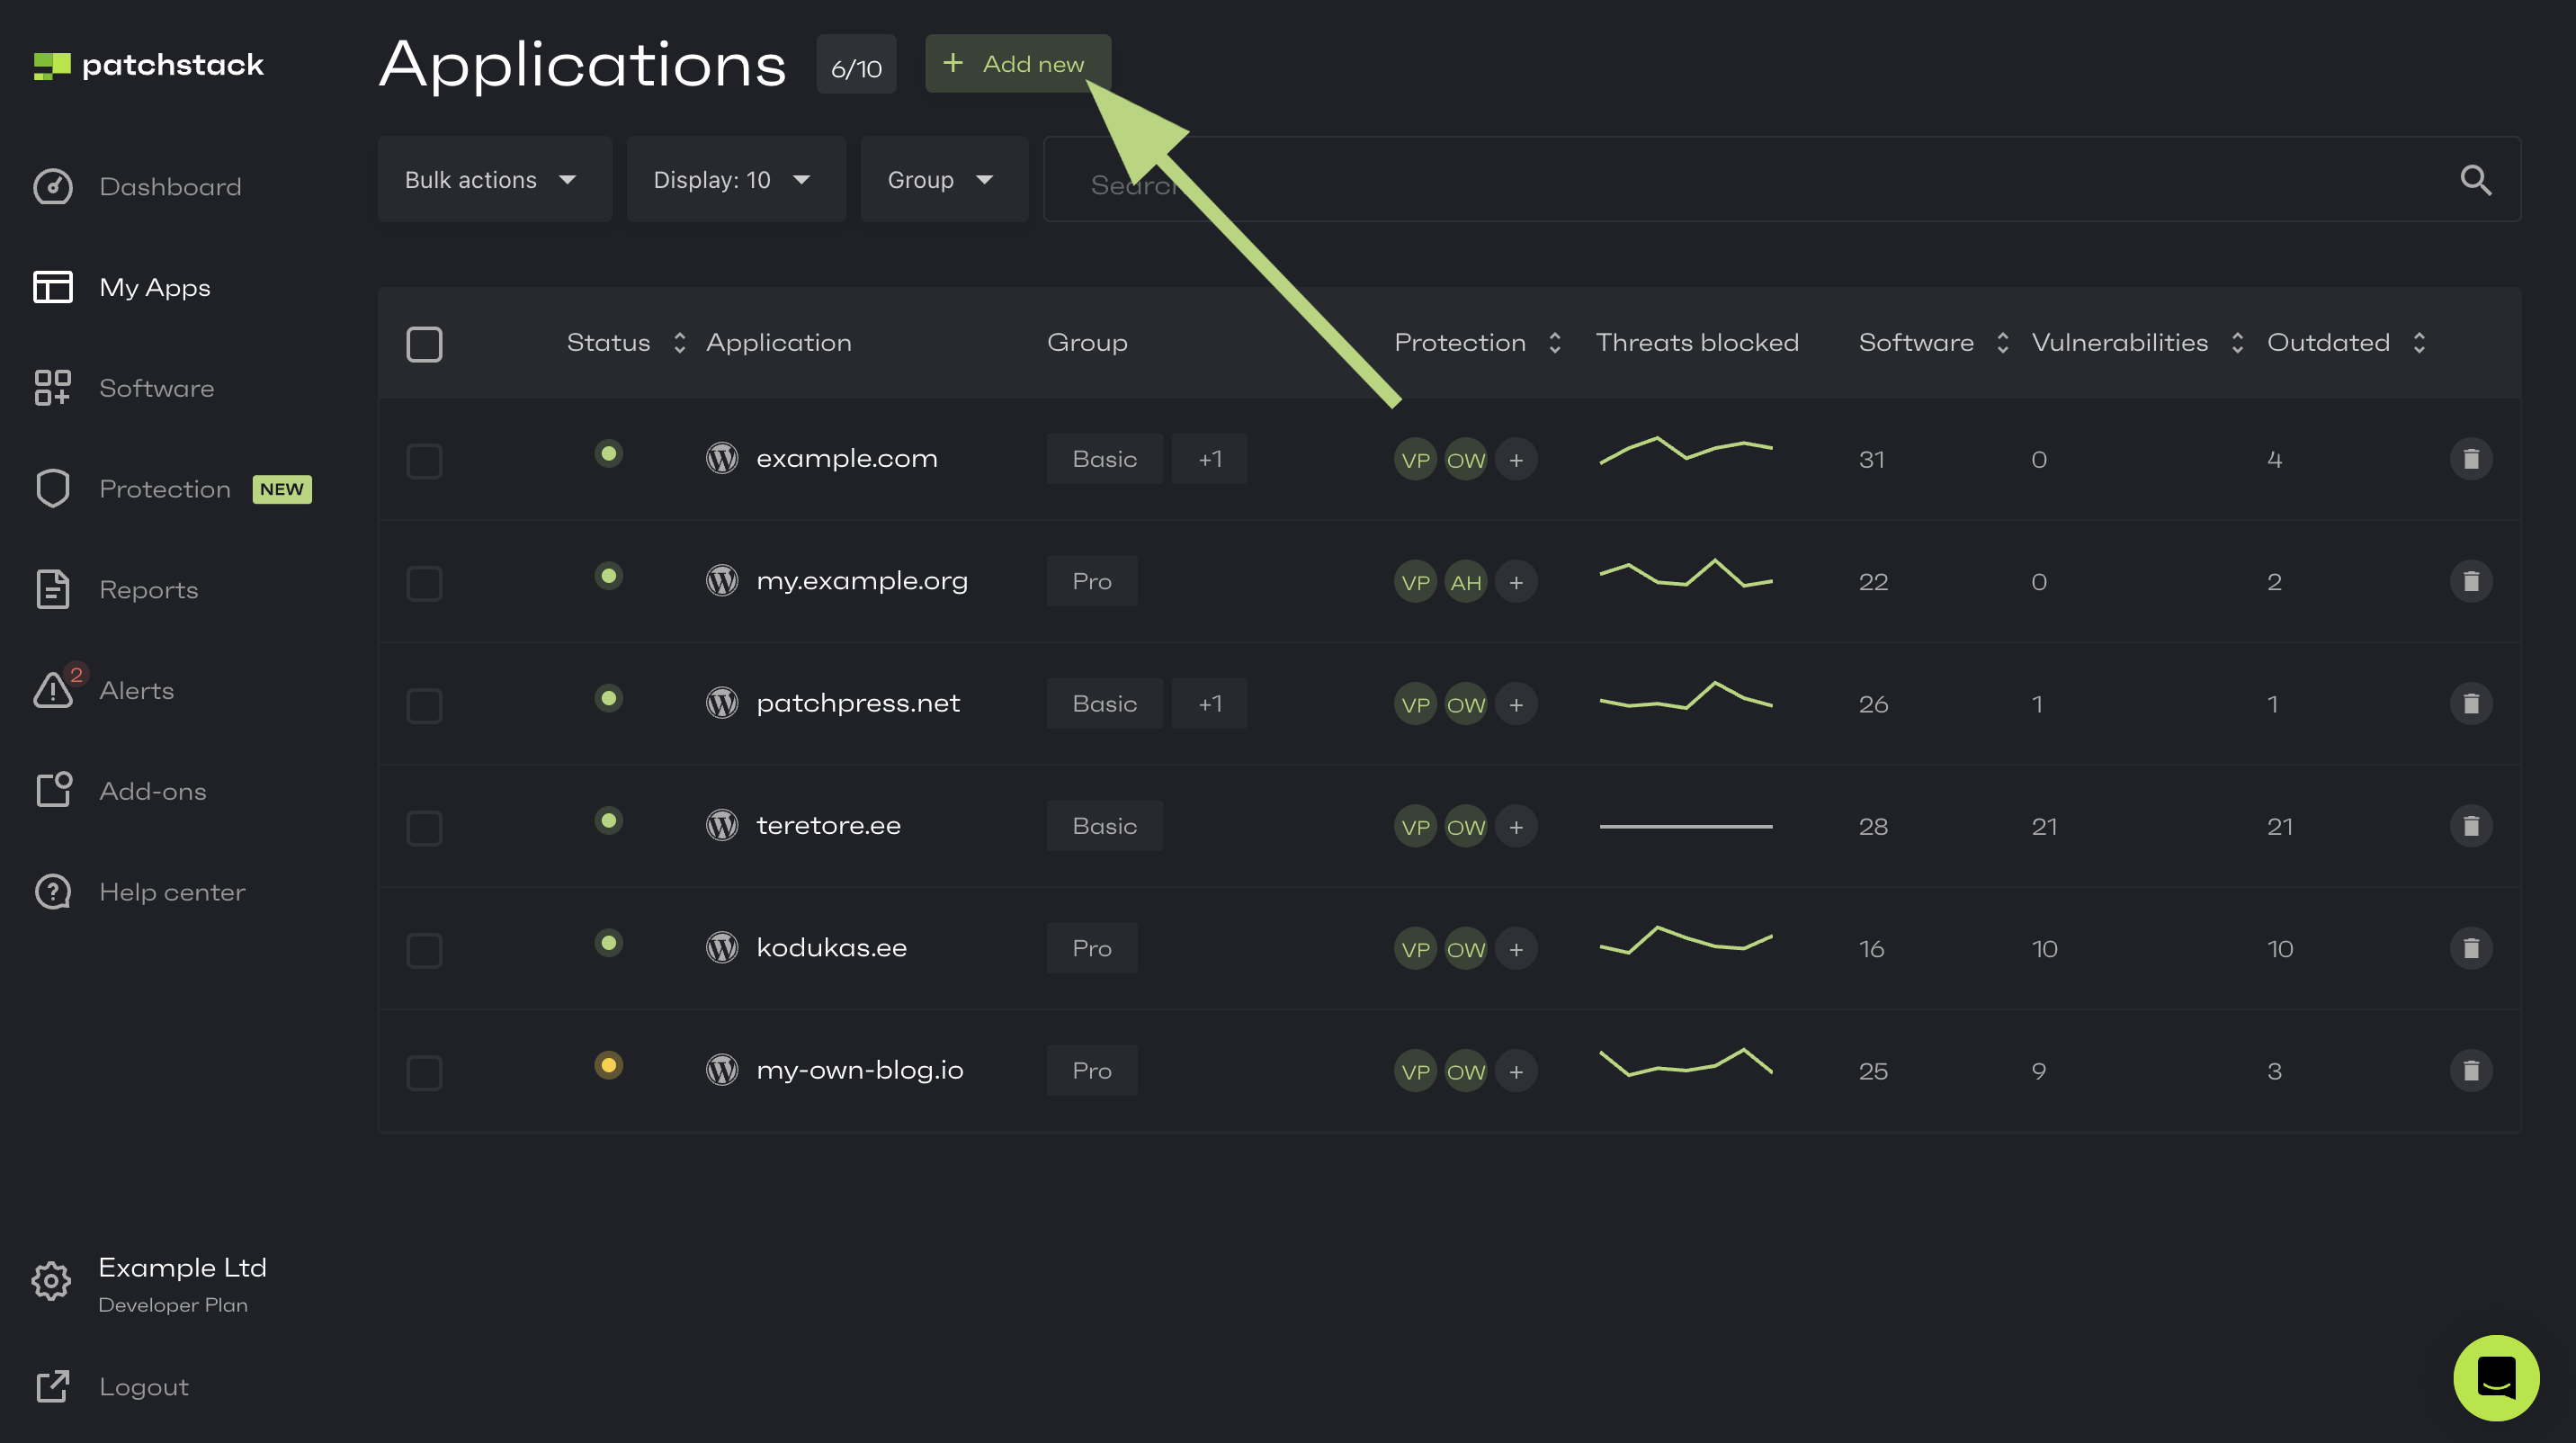 patchstack
Applications 6/10 + Add new
Dashboard
My Apps
Software
Protection NEW
Reports
2
Alerts
Add-ons
Help center
Example Ltd
Developer Plan
Logout
Bulk actions Display: 10 Group Search
Status Application Group Protection Threats blocked Software Vulnerabilities Outdated
example.com Basic +1 VP OW + 31 0 4
my.example.org Pro VP AH + 22 0 2
patchpress.net Basic +1 VP OW + 26 1 1
teretore.ee Basic VP OW + 28 21 21
kodukas.ee Pro VP OW + 16 10 10
my-own-blog.io Pro VP OW + 25 9 3